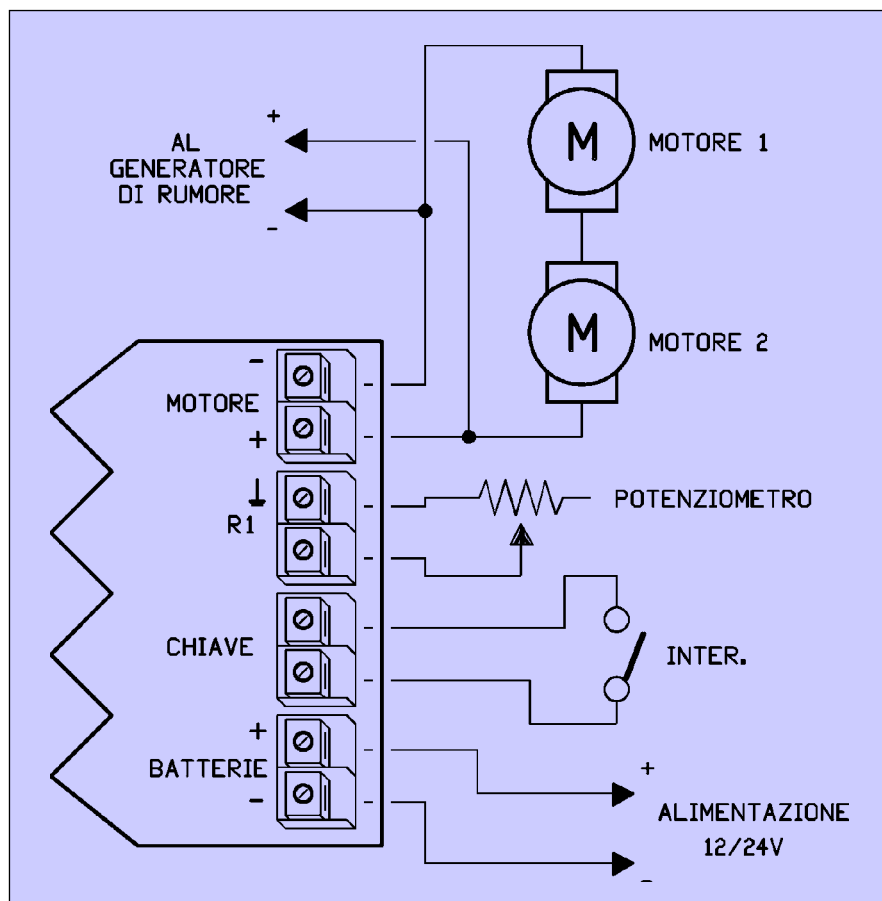 +
AL
GENERATORE
DI RUMORE
-
M
MOTORE 1
M
MOTORE 2
-
MOTORE
+
R1
POTENZIOMETRO
CHIAVE
INTER.
+
BATTERIE
-
+
ALIMENTAZIONE
12/24V
-